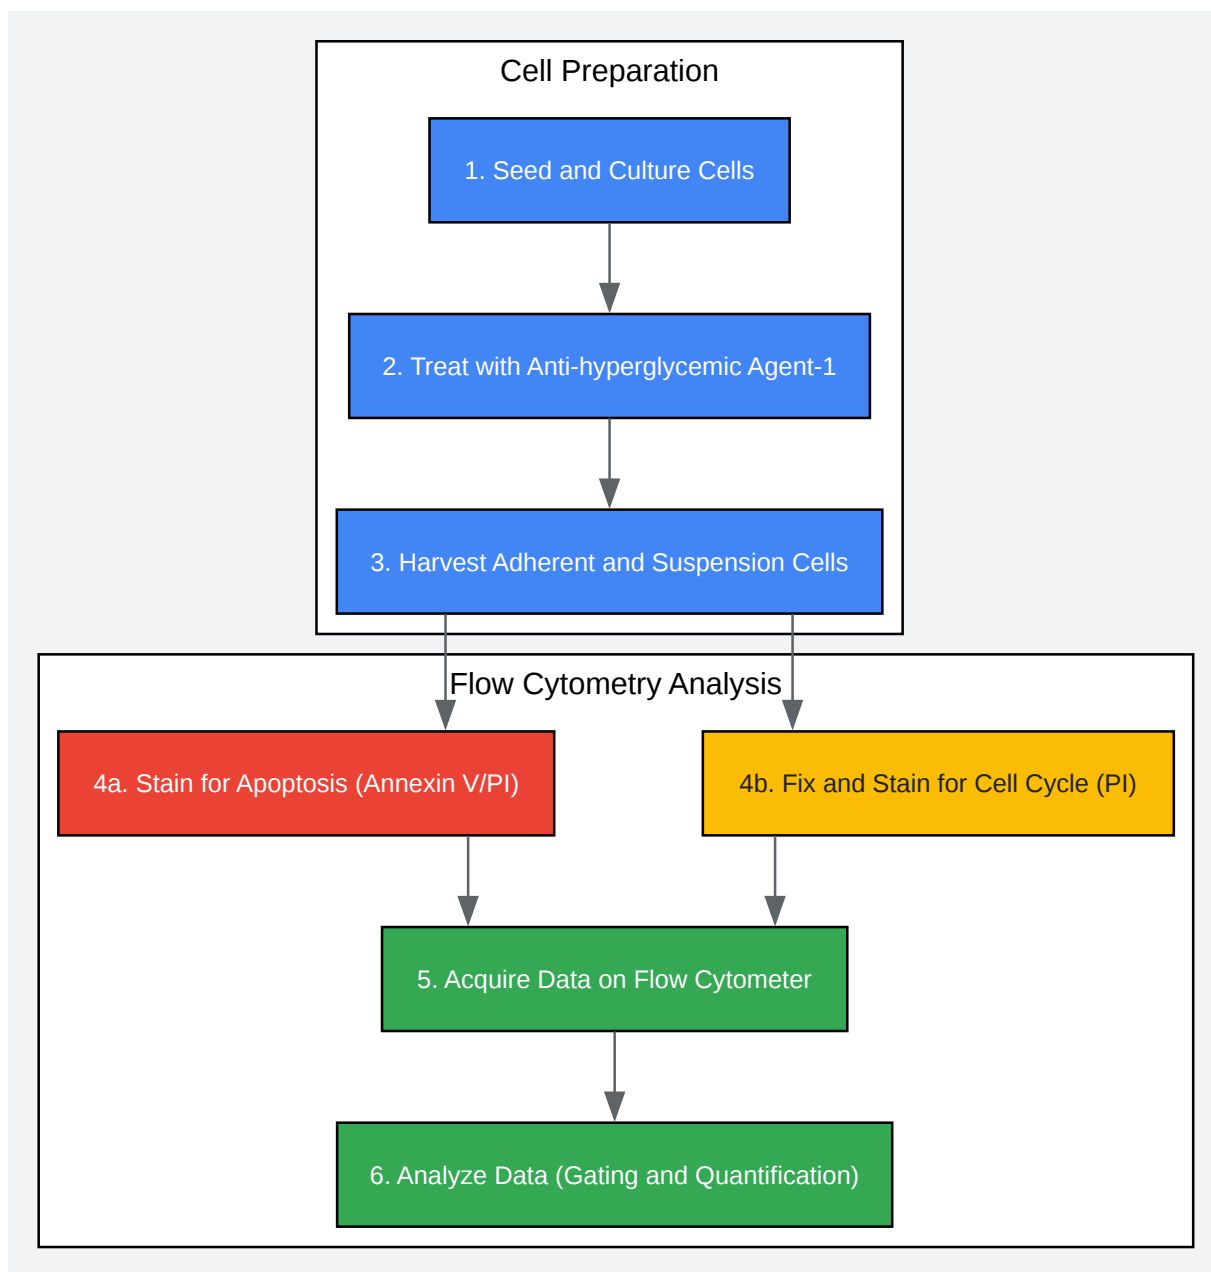 Cell Preparation
1. Seed and Culture Cells
2. Treat with Anti-hyperglycemic Agent-1
3. Harvest Adherent and Suspension Cells
Flow Cytometry Analysis
4a. Stain for Apoptosis (Annexin V/PI)
4b. Fix and Stain for Cell Cycle (PI)
5. Acquire Data on Flow Cytometer
6. Analyze Data (Gating and Quantification)